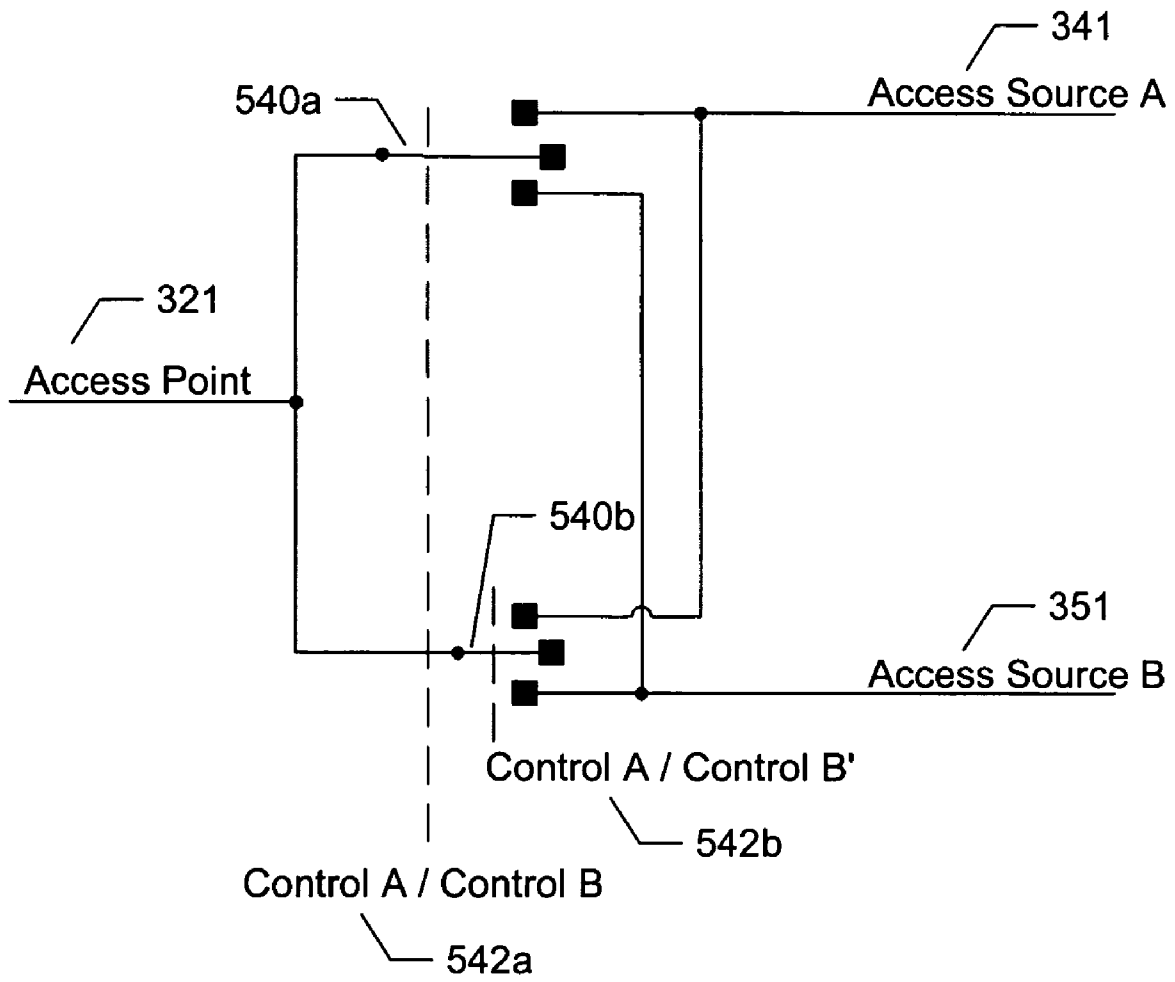 341
Access Source A
540a
321
Access Point
540b
351
Access Source B
Control A / Control B'
542b
Control A / Control B
542a